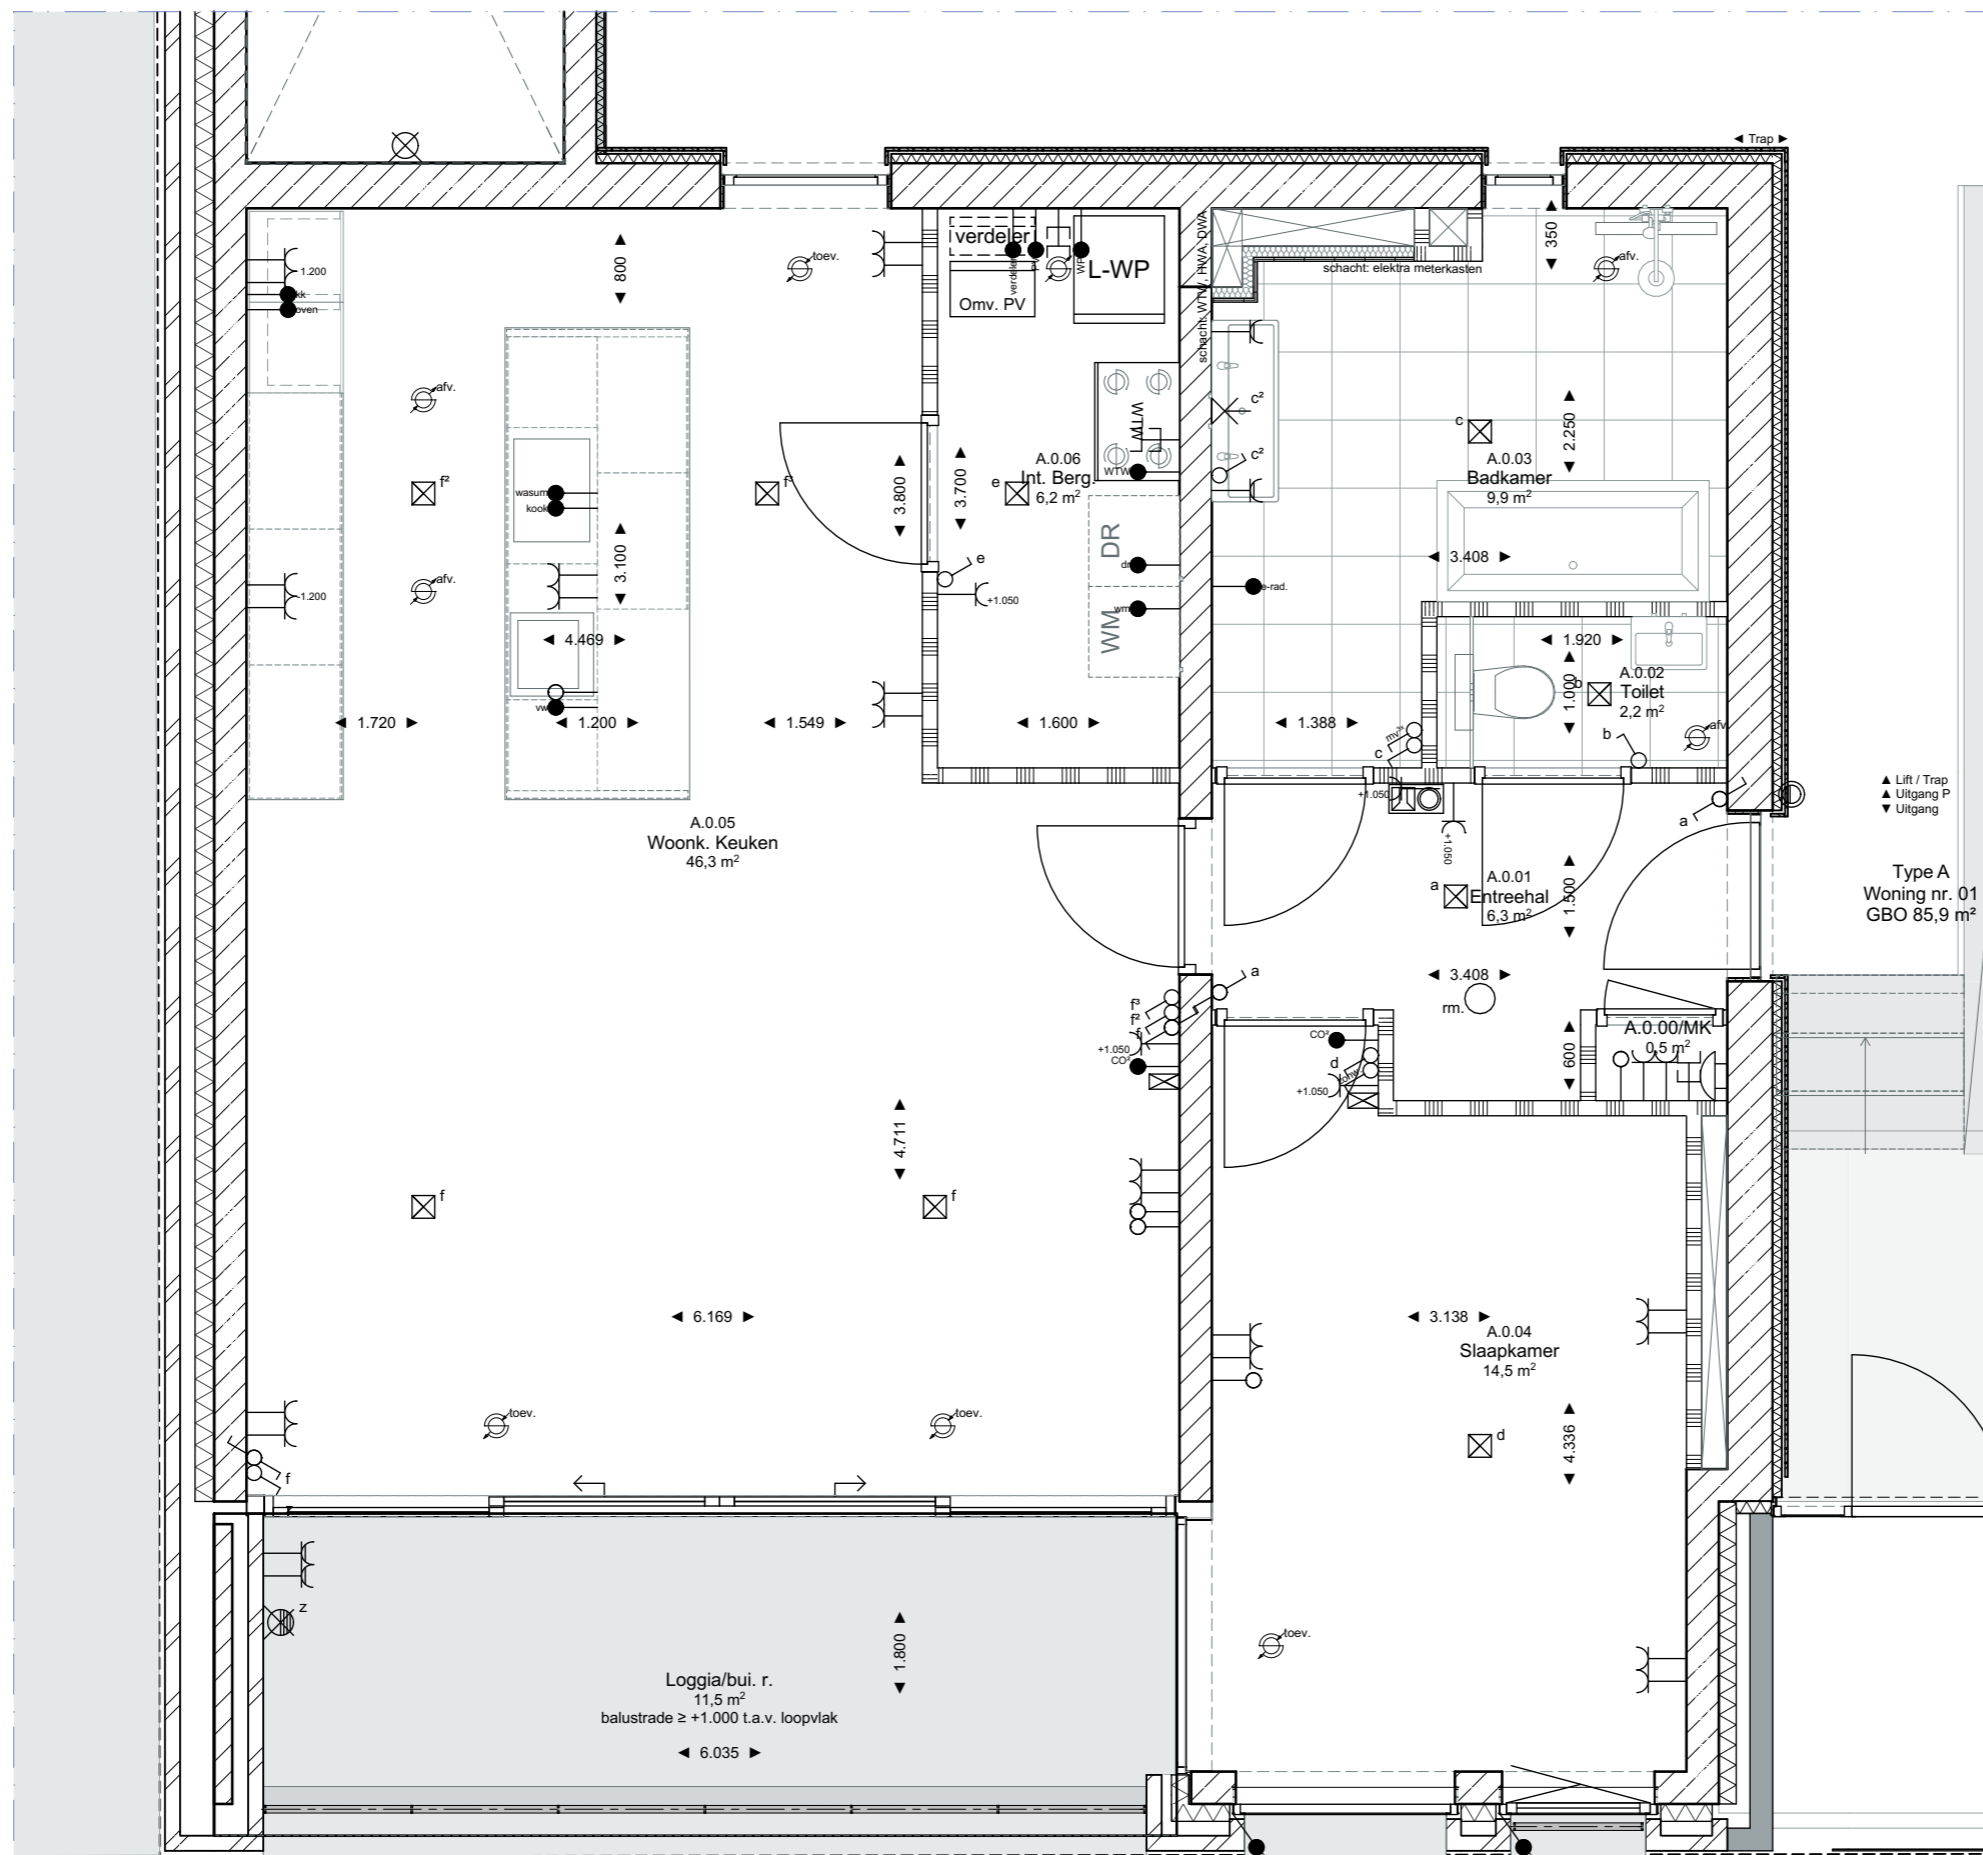 ◄ Trap ►
800
toev.
verdeler
verdeler
PV
WP
L-WP
Omv. PV
schacht: WTW, HWA, DWA
schacht: elektra meterkasten
350
afv.
1.200
kk
oven
afv.
f²
wasum
kook
f³
3.800
3.700
e
A.0.06
Int. Berg.
6,2 m²
WTW
WTW
c²
c²
c
2.250
A.0.03
Badkamer
9,9 m²
3.408
3.100
DR
dr
e
+1.050
e-rad.
1.200
afv.
WM
wm
4.469
1.920
A.0.02
Toilet
2,2 m²
b
1.000
vw
1.720
1.200
1.549
1.600
1.388
mv
c
b
afv.
+1.050
+1.050
a
▲ Lift / Trap
▲ Uitgang P
▼ Uitgang
A.0.05
Woonk. Keuken
46,3 m²
a
A.0.01
Entreehal
6,3 m²
1.500
Type A
Woning nr. 01
GBO 85,9 m²
a
3.408
rm.
f³
f²
f
+1.050
CO²
CO²
d
+1.050
600
A.0.00/MK
0,5 m²
4.711
f
f
6.169
3.138
A.0.04
Slaapkamer
14,5 m²
toev.
toev.
d
4.336
f
z
Loggia/bui. r.
11,5 m²
balustrade ≥ +1.000 t.a.v. loopvlak
1.800
6.035
toev.